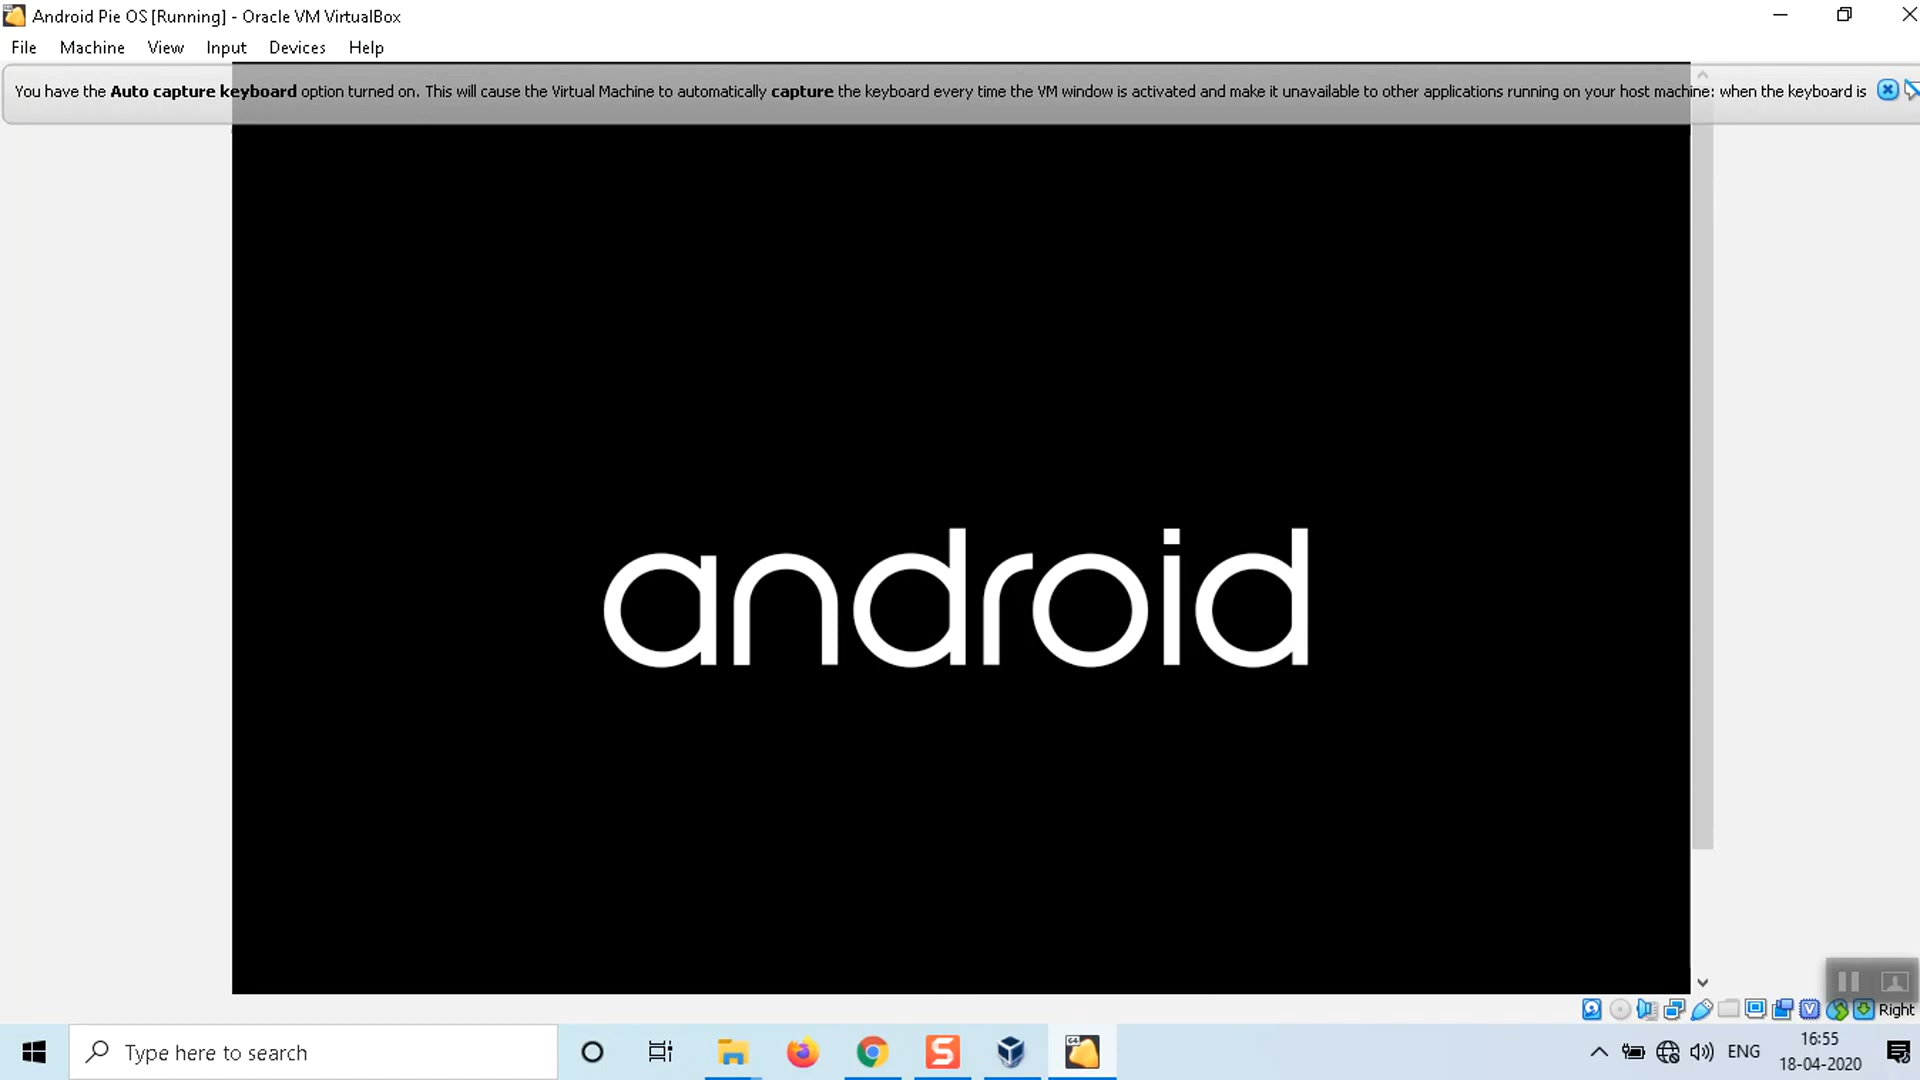 Android Pie OS [Running] - Oracle VM VirtualBox
File Machine View Input Devices Help
You have the Auto capture keyboard option turned on. This will cause the Virtual Machine to automatically capture the keyboard every time the VM window is activated and make it unavailable to other applications running on your host machine: when the keyboard is
android
Right
Type here to search
S
64
ENG
16:55
18-04-2020